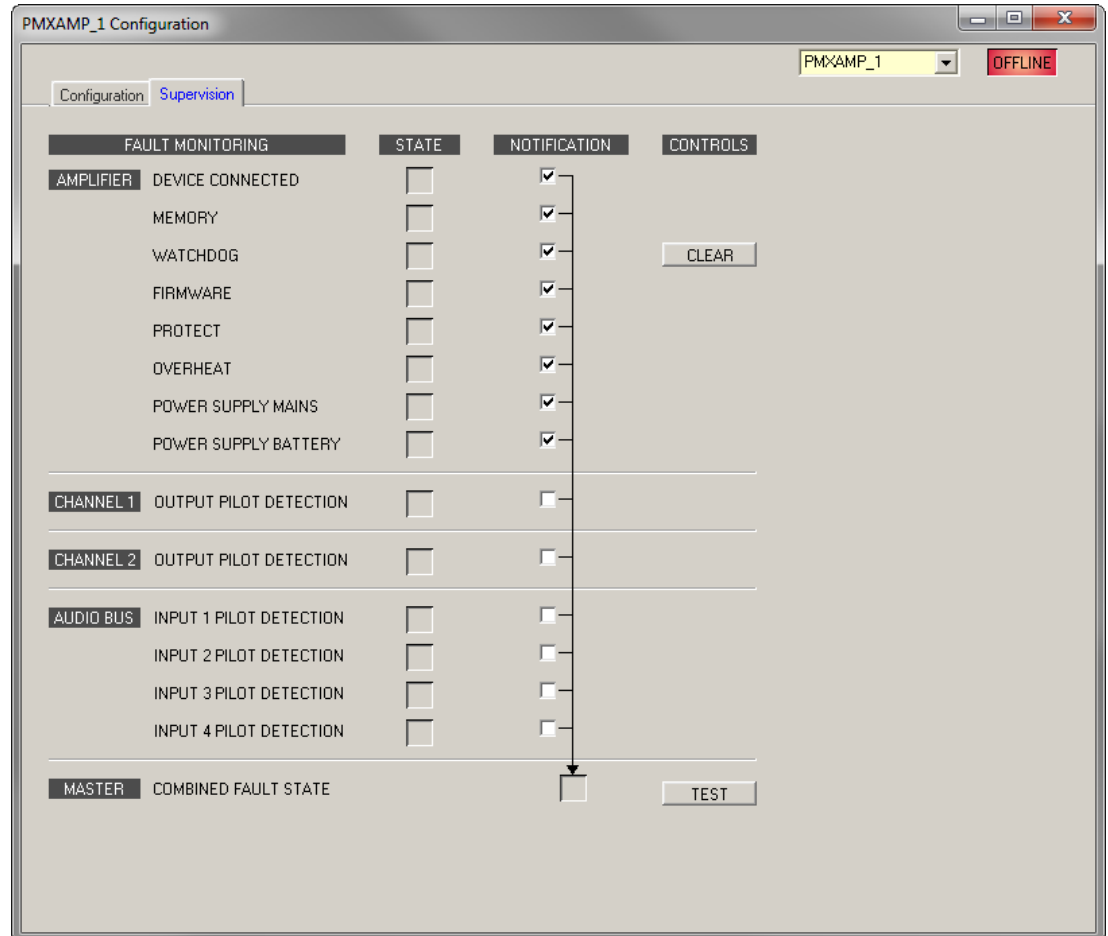 PMXAMP_1 Configuration
PMXAMP_1 OFFLINE
Configuration Supervision
FAULT MONITORING STATE NOTIFICATION CONTROLS
AMPLIFIER DEVICE CONNECTED
MEMORY
WATCHDOG CLEAR
FIRMWARE
PROTECT
OVERHEAT
POWER SUPPLY MAINS
POWER SUPPLY BATTERY
CHANNEL 1 OUTPUT PILOT DETECTION
CHANNEL 2 OUTPUT PILOT DETECTION
AUDIO BUS INPUT 1 PILOT DETECTION
INPUT 2 PILOT DETECTION
INPUT 3 PILOT DETECTION
INPUT 4 PILOT DETECTION
MASTER COMBINED FAULT STATE TEST